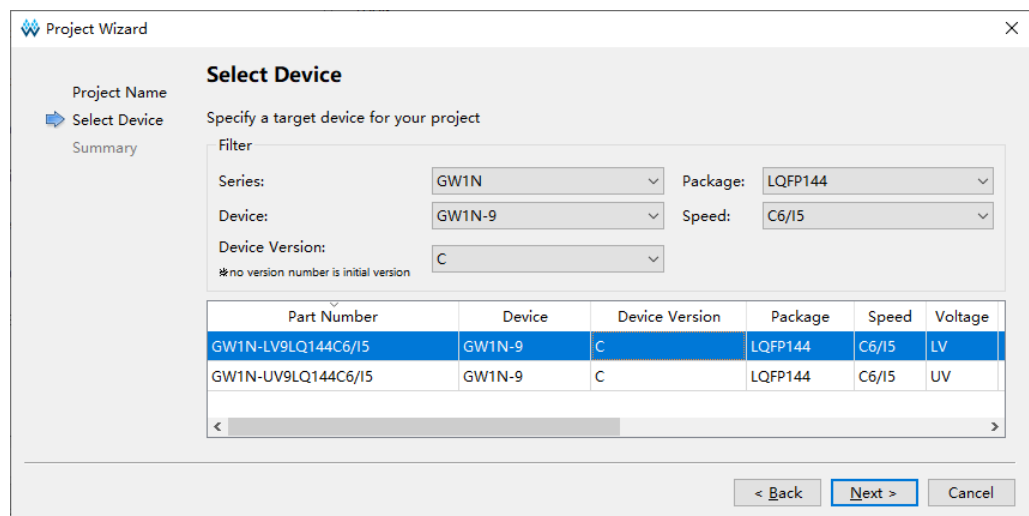 Project Wizard
Project Name
Select Device
Summary
Select Device
Specify a target device for your project
Filter
Series: GW1N Package: LQFP144
Device: GW1N-9 Speed: C6/I5
Device Version: C
*no version number is initial version
Part Number Device Device Version Package Speed Voltage
GW1N-LV9LQ144C6/I5 GW1N-9 C LQFP144 C6/I5 LV
GW1N-UV9LQ144C6/I5 GW1N-9 C LQFP144 C6/I5 UV
< Back Next > Cancel